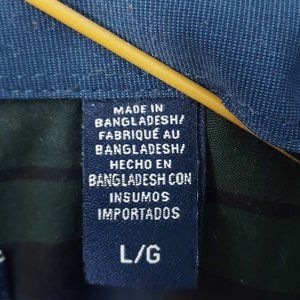 MADE IN
BANGLADESH/
FABRIQUÉ AU
BANGLADESH/
HECHO EN
BANGLADESH CON
INSUMOS
IMPORTADOS
L/G